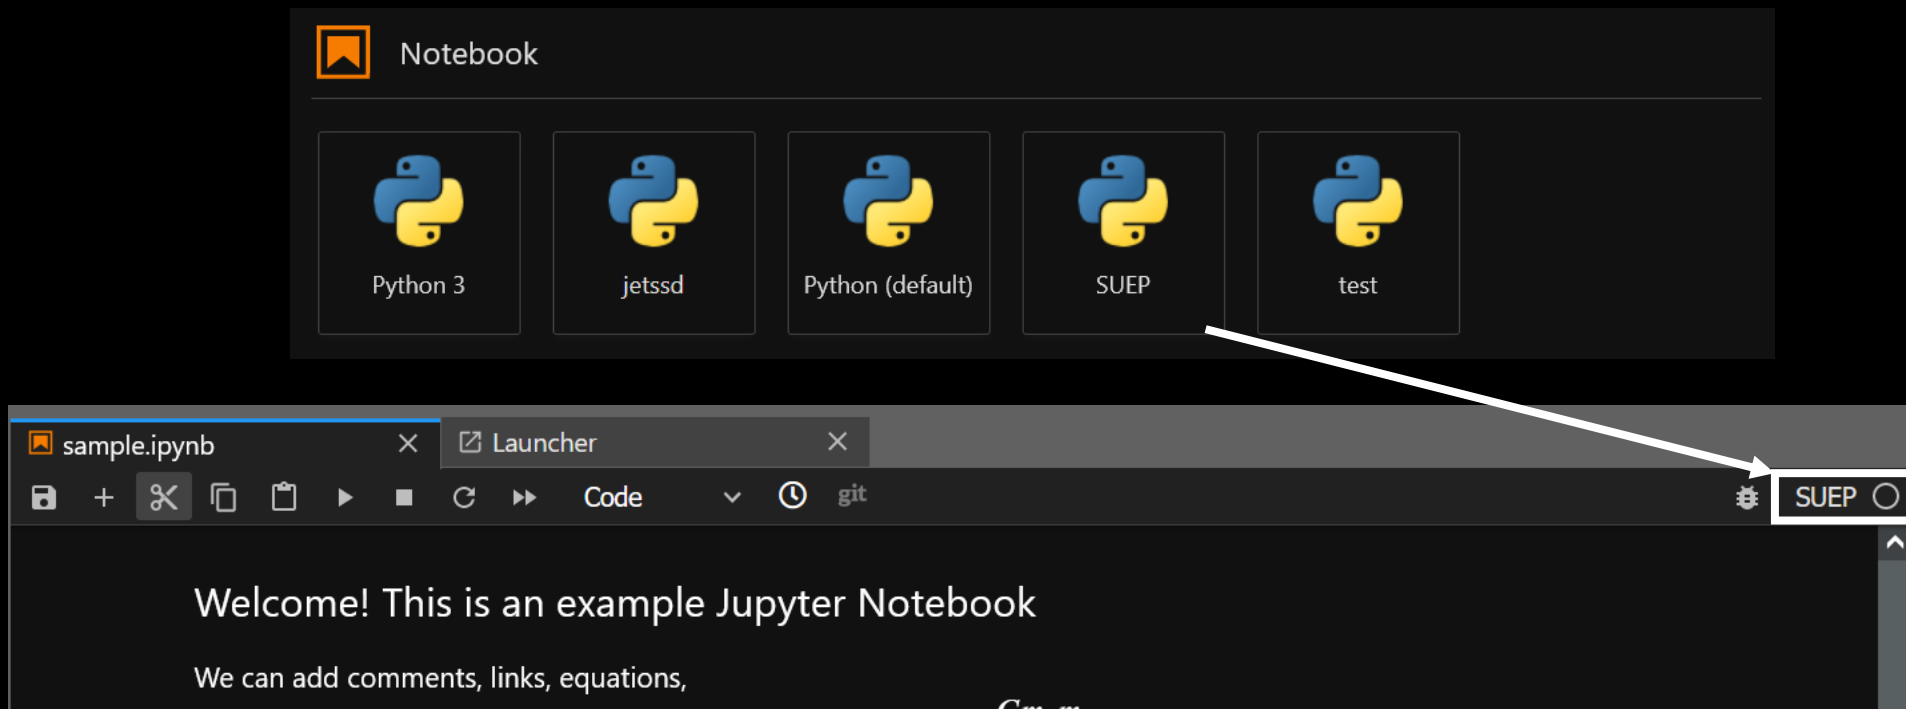 Notebook
Python 3
jetssd
Python (default)
SUEP
test
sample.ipynb
Launcher
Code
git
SUEP
Welcome! This is an example Jupyter Notebook
We can add comments, links, equations,